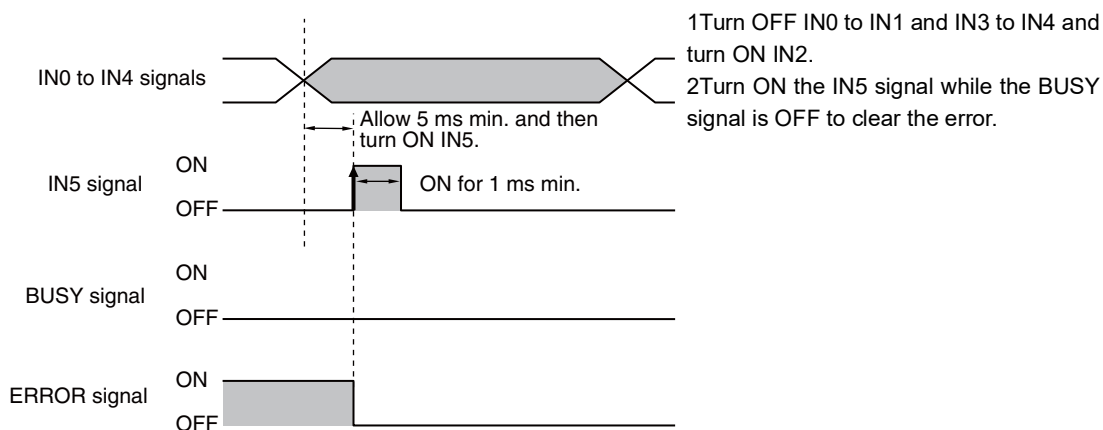 1Turn OFF IN0 to IN1 and IN3 to IN4 and
turn ON IN2.
2Turn ON the IN5 signal while the BUSY
signal is OFF to clear the error.
IN0 to IN4 signals
Allow 5 ms min. and then
turn ON IN5.
ON
IN5 signal
ON for 1 ms min.
OFF
ON
BUSY signal
OFF
ON
ERROR signal
OFF